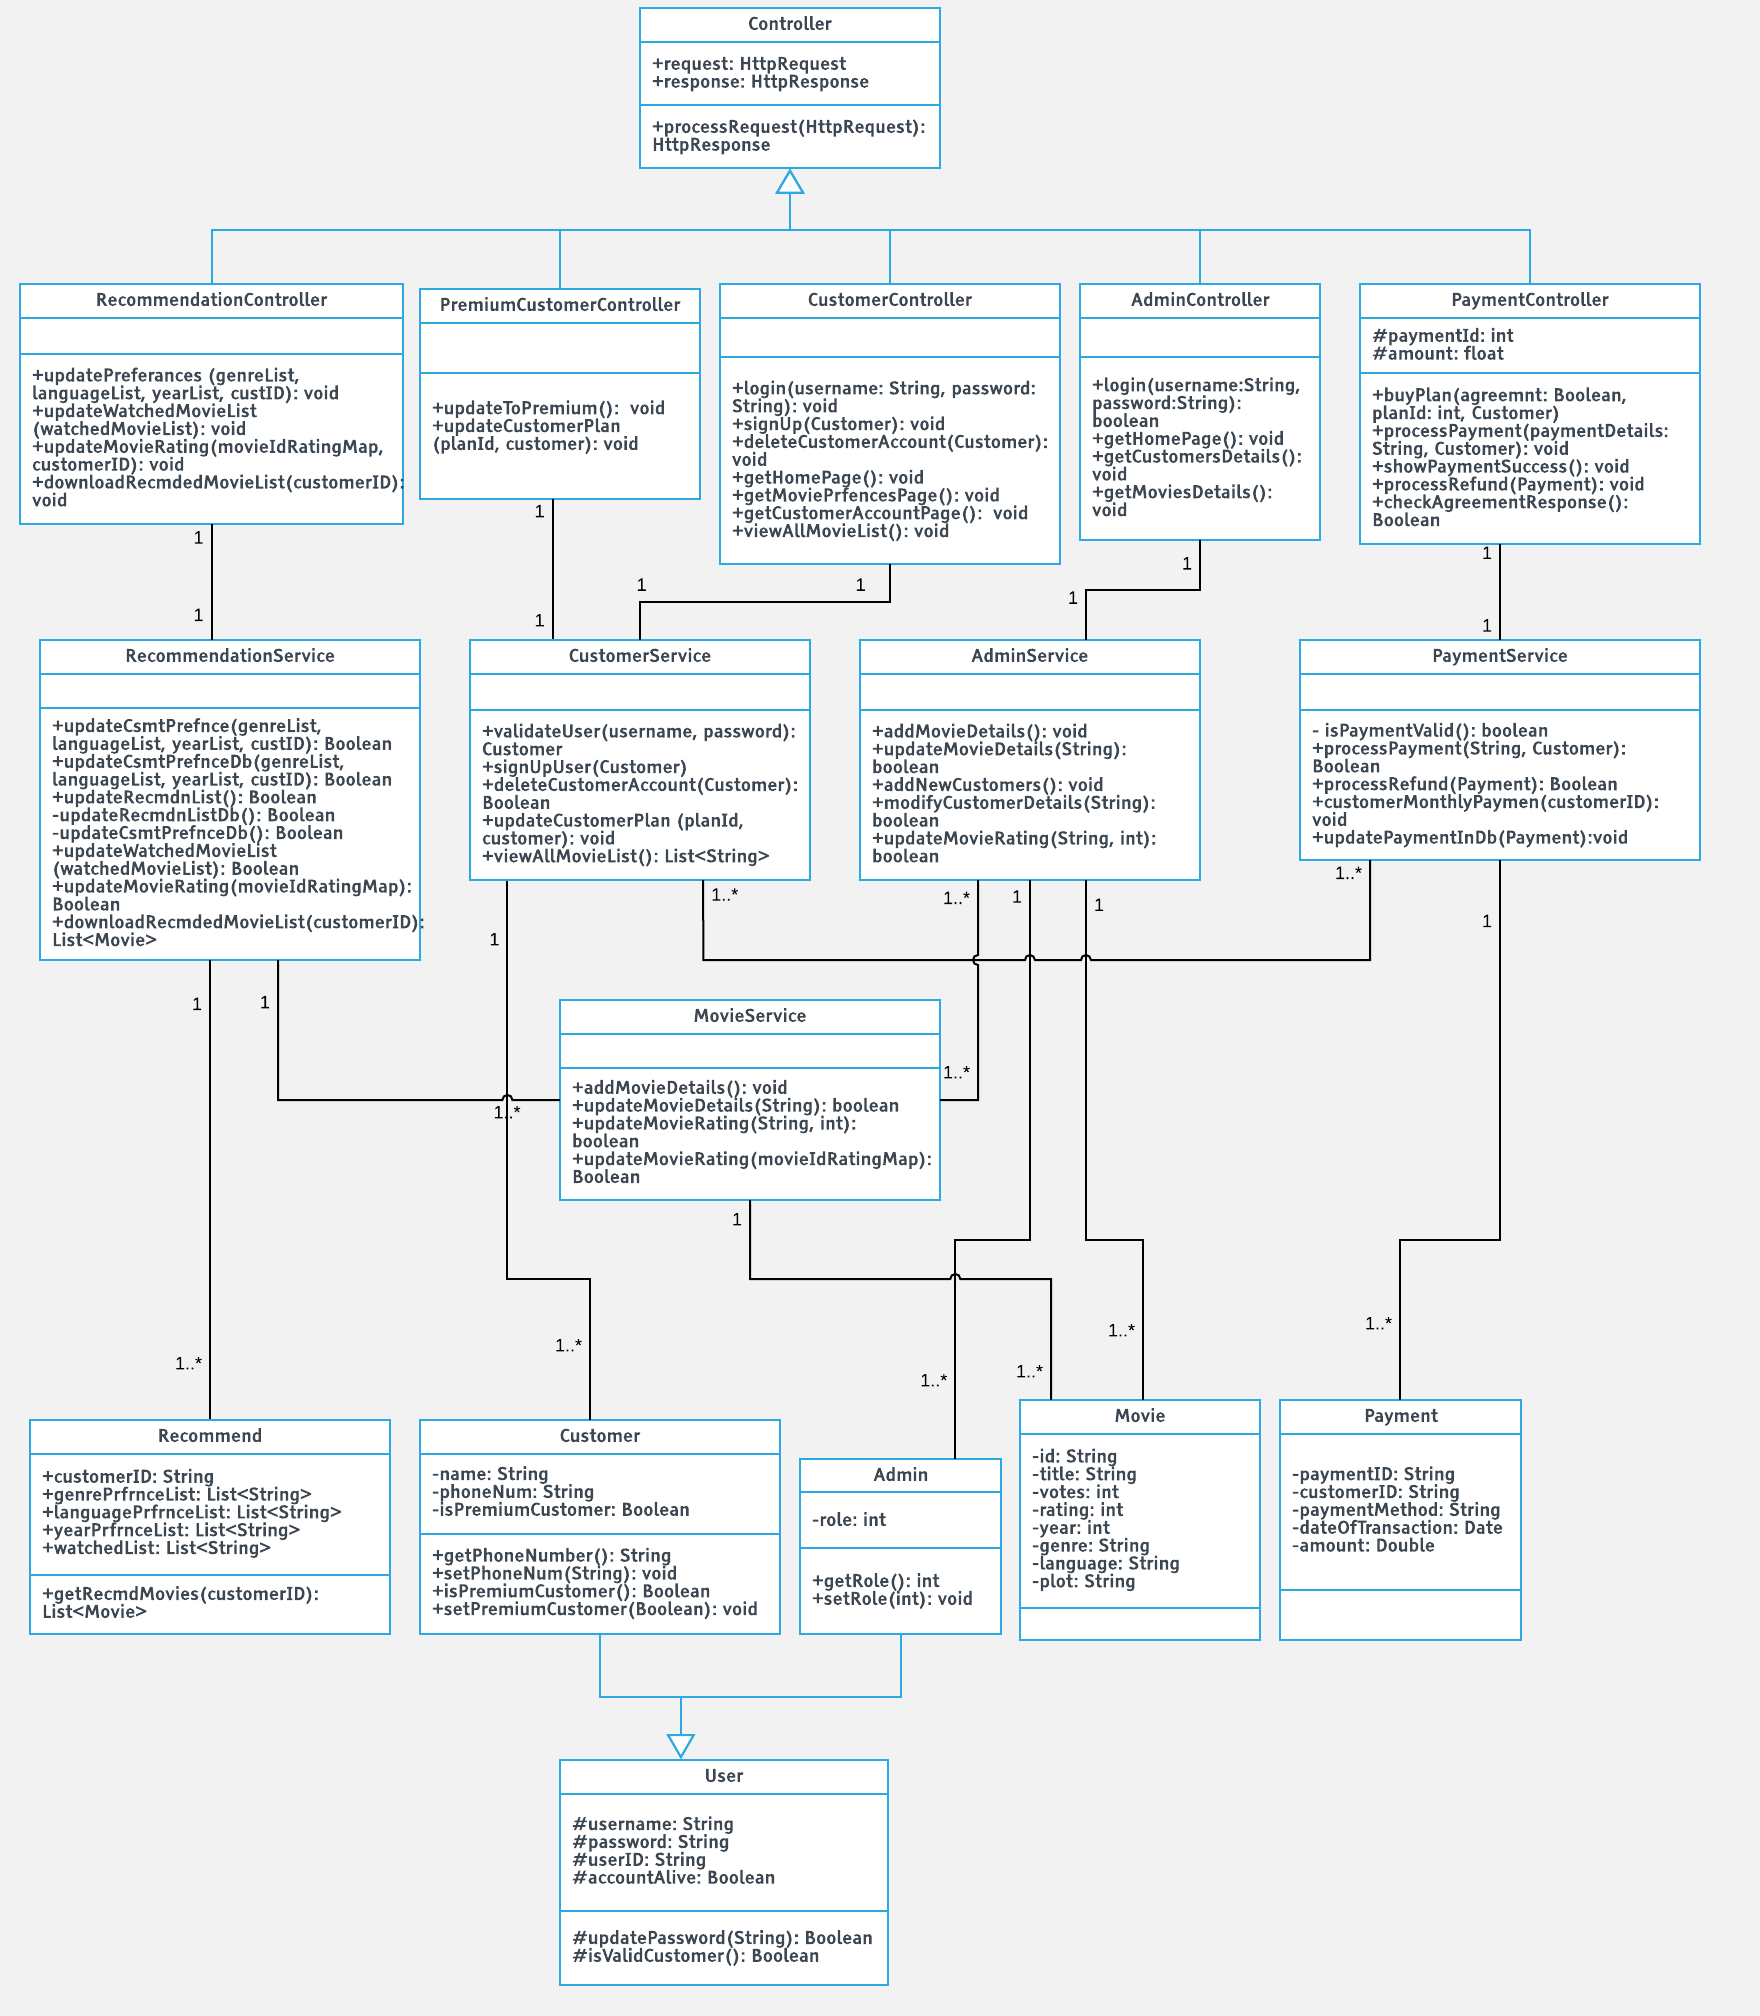 Controller
+request: HttpRequest
+response: HttpResponse
+processRequest(HttpRequest):
HttpResponse
RecommendationController
+updatePreferances (genreList,
languageList, yearList, custID): void
+updateWatchedMovieList
(watchedMovieList): void
+updateMovieRating(movieIdRatingMap,
customerID): void
+downloadRecmdedMovieList(customerID):
void
PremiumCustomerController
+updateToPremium():  void
+updateCustomerPlan
(planId, customer): void
CustomerController
+login(username: String, password:
String): void
+signUp(Customer): void
+deleteCustomerAccount(Customer):
void
+getHomePage(): void
+getMoviePrfencesPage(): void
+getCustomerAccountPage():  void
+viewAllMovieList(): void
AdminController
+login(username:String,
password:String):
boolean
+getHomePage(): void
+getCustomersDetails():
void
+getMoviesDetails():
void
PaymentController
#paymentId: int
#amount: float
+buyPlan(agreemnt: Boolean,
planId: int, Customer)
+processPayment(paymentDetails:
String, Customer): void
+showPaymentSuccess(): void
+processRefund(Payment): void
+checkAgreementResponse():
Boolean
1
1
1
1
1
1
1
1
1
1
RecommendationService
+updateCsmtPrefnce(genreList,
languageList, yearList, custID): Boolean
+updateCsmtPrefnceDb(genreList,
languageList, yearList, custID): Boolean
+updateRecmdnList(): Boolean
-updateRecmdnListDb(): Boolean
-updateCsmtPrefnceDb(): Boolean
+updateWatchedMovieList
(watchedMovieList): Boolean
+updateMovieRating(movieIdRatingMap):
Boolean
+downloadRecmdedMovieList(customerID):
List<Movie>
CustomerService
+validateUser(username, password):
Customer
+signUpUser(Customer)
+deleteCustomerAccount(Customer):
Boolean
+updateCustomerPlan (planId,
customer): void
+viewAllMovieList(): List<String>
AdminService
+addMovieDetails(): void
+updateMovieDetails(String):
boolean
+addNewCustomers(): void
+modifyCustomerDetails(String):
boolean
+updateMovieRating(String, int):
boolean
PaymentService
- isPaymentValid(): boolean
+processPayment(String, Customer):
Boolean
+processRefund(Payment): Boolean
+customerMonthlyPaymen(customerID):
void
+updatePaymentInDb(Payment):void
1..*
1..*
1
1
1..*
1
1
1
1
MovieService
+addMovieDetails(): void
+updateMovieDetails(String): boolean
+updateMovieRating(String, int):
boolean
+updateMovieRating(movieIdRatingMap):
Boolean
1..*
1..*
1
1..*
1..*
1..*
1..*
1..*
1..*
Recommend
+customerID: String
+genrePrfrnceList: List<String>
+languagePrfrnceList: List<String>
+yearPrfrnceList: List<String>
+watchedList: List<String>
+getRecmdMovies(customerID):
List<Movie>
Customer
-name: String
-phoneNum: String
-isPremiumCustomer: Boolean
+getPhoneNumber(): String
+setPhoneNum(String): void
+isPremiumCustomer(): Boolean
+setPremiumCustomer(Boolean): void
Admin
-role: int
+getRole(): int
+setRole(int): void
Movie
-id: String
-title: String
-votes: int
-rating: int
-year: int
-genre: String
-language: String
-plot: String
Payment
-paymentID: String
-customerID: String
-paymentMethod: String
-dateOfTransaction: Date
-amount: Double
User
#username: String
#password: String
#userID: String
#accountAlive: Boolean
#updatePassword(String): Boolean
#isValidCustomer(): Boolean